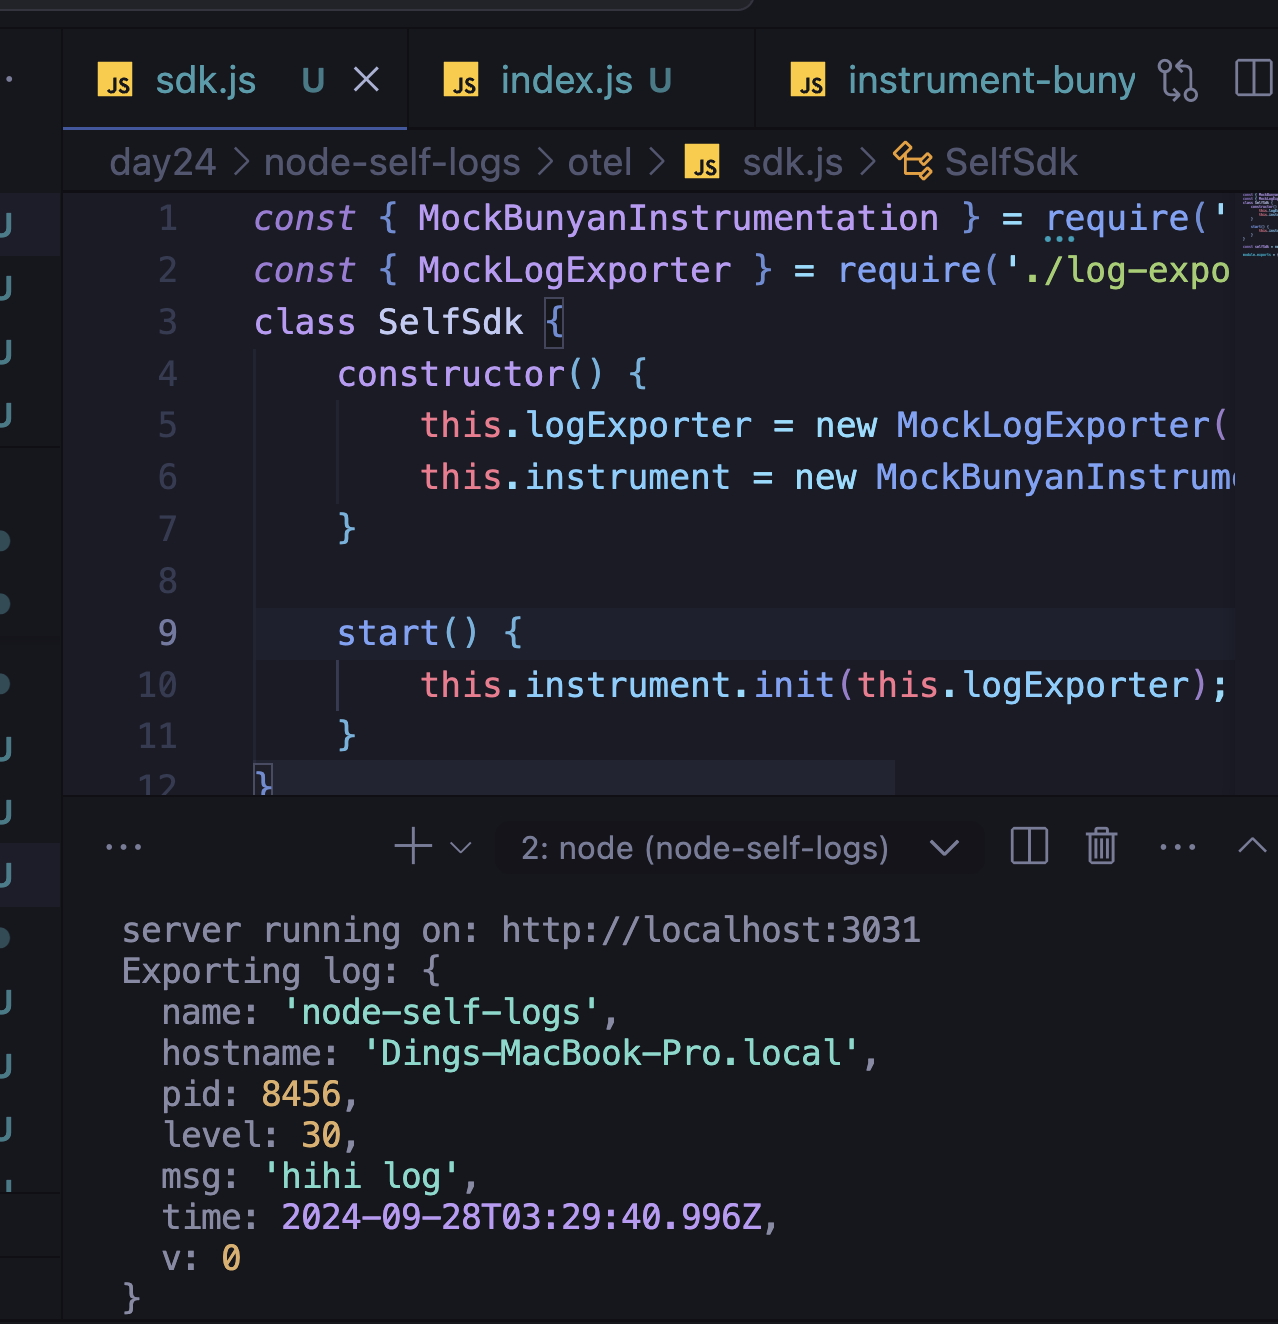 JS sdk.js U
JS index.js U
JS instrument-buny
day24 > node-self-logs > otel > JS sdk.js > SelfSdk
1 const { MockBunyanInstrumentation } = require('
2 const { MockLogExporter } = require('./log-expo
3 class SelfSdk {
4 constructor() {
5 this.logExporter = new MockLogExporter(
6 this.instrument = new MockBunyanInstrum
7 }
8
9 start() {
10 this.instrument.init(this.logExporter);
11 }
12 }
2: node (node-self-logs)
server running on: http://localhost:3031
Exporting log: {
name: 'node-self-logs',
hostname: 'Dings-MacBook-Pro.local',
pid: 8456,
level: 30,
msg: 'hihi log',
time: 2024-09-28T03:29:40.996Z,
v: 0
}